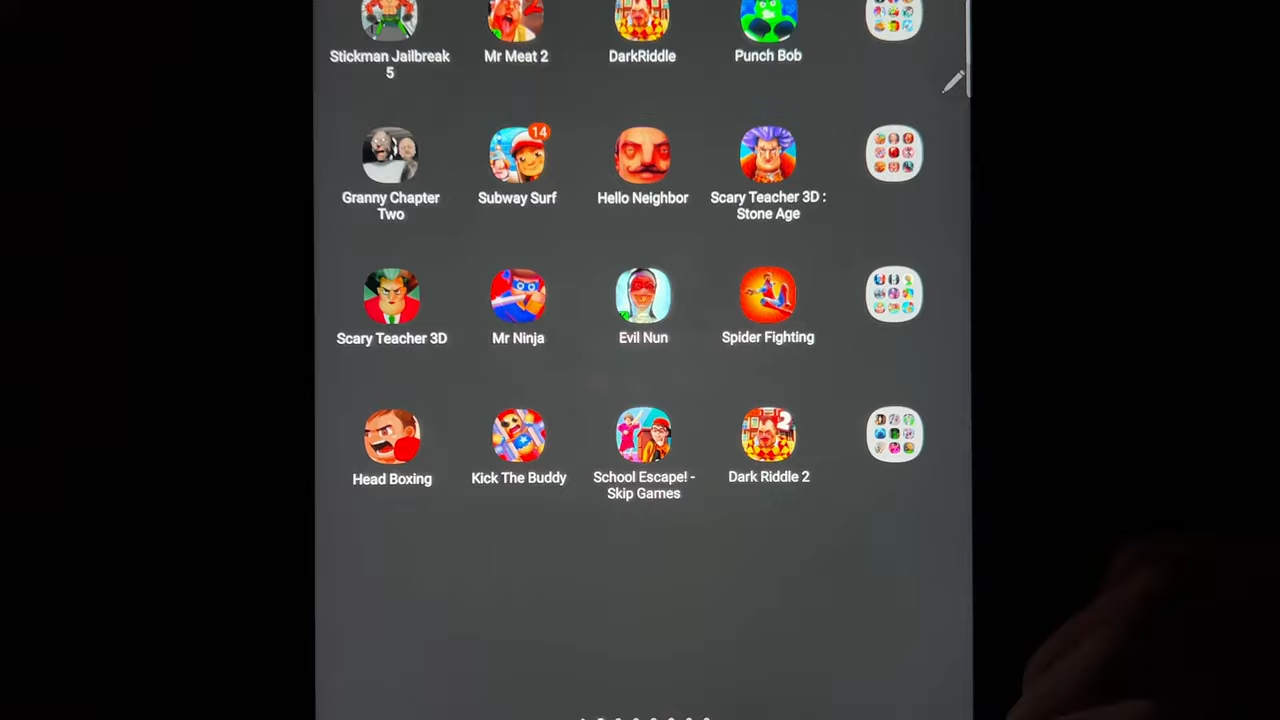 Stickman Jailbreak
5
Mr Meat 2
DarkRiddle
Punch Bob
14
Granny Chapter
Two
Subway Surf
Hello Neighbor
Scary Teacher 3D :
Stone Age
Scary Teacher 3D
Mr Ninja
Evil Nun
Spider Fighting
2
Head Boxing
Kick The Buddy
School Escape! -
Skip Games
Dark Riddle 2